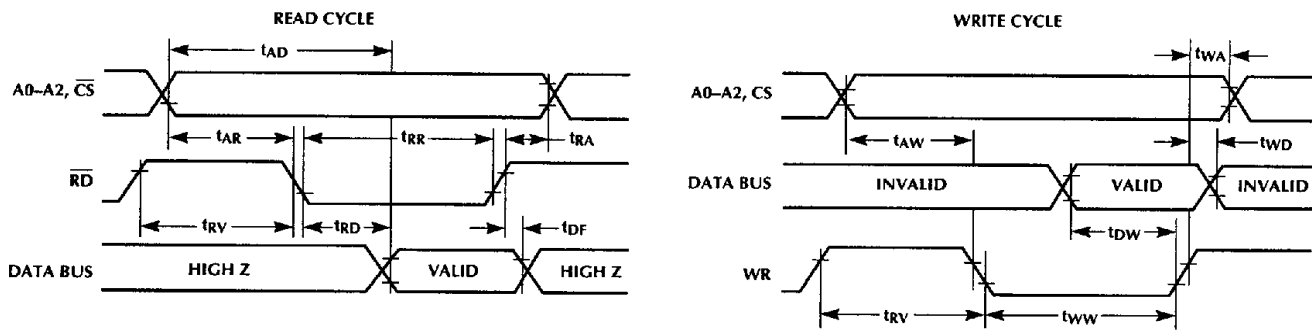 READ CYCLE
tAD
A0–A2, CS
tAR
tRR
tRA
RD
tRV
tRD
tDF
DATA BUS
HIGH Z
VALID
HIGH Z
WRITE CYCLE
tWA
A0–A2, CS
tAW
tWD
DATA BUS
INVALID
VALID
INVALID
tDW
WR
tRV
tWW